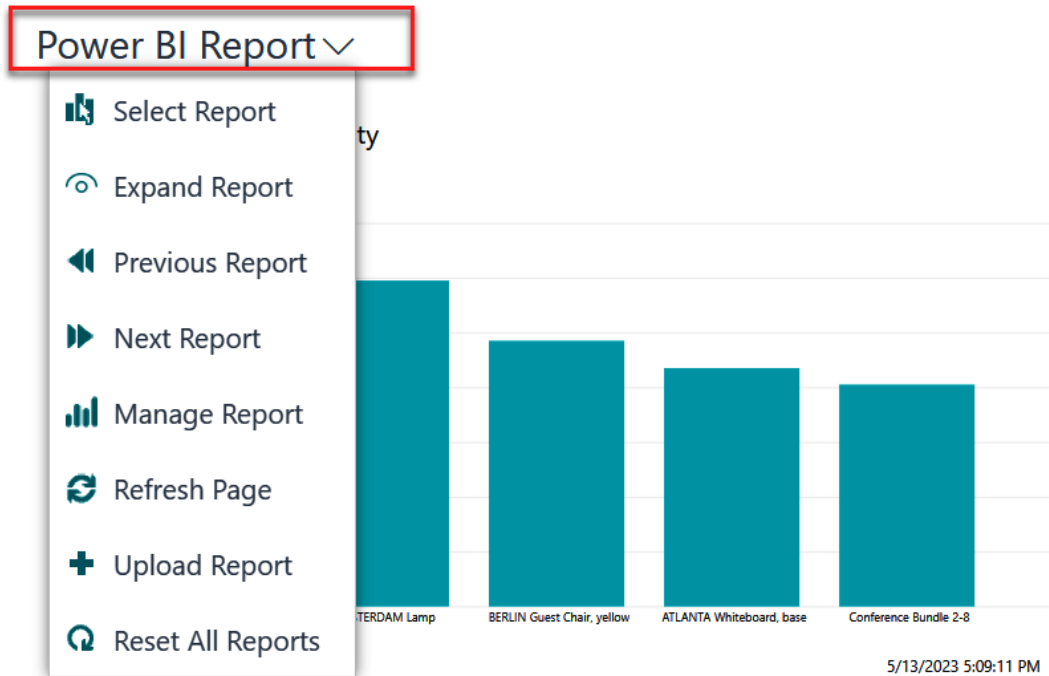 Power BI Report
Select Report
ty
Expand Report
Previous Report
Next Report
Manage Report
Refresh Page
Upload Report
TERDAM Lamp
BERLIN Guest Chair, yellow
ATLANTA Whiteboard, base
Conference Bundle 2-8
Reset All Reports
5/13/2023 5:09:11 PM